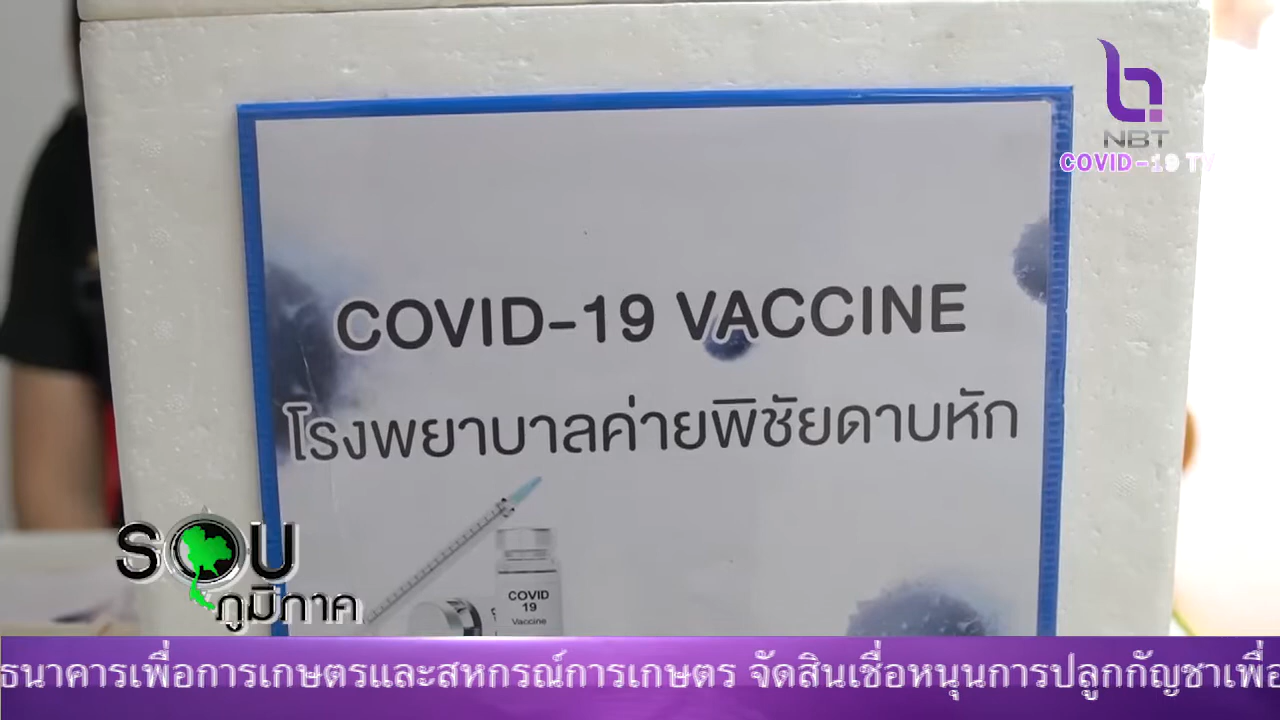 NBT
COVID-19 TV
COVID-19 VACCINE
โรงพยาบาลค่ายพิชัยดาบหัก
COVID
19
Vaccine
รอบ
ภูมิภาค
ธนาคารเพื่อการเกษตรและสหกรณ์การเกษตร จัดสินเชื่อหนุนการปลูกกัญชาเพื่อ